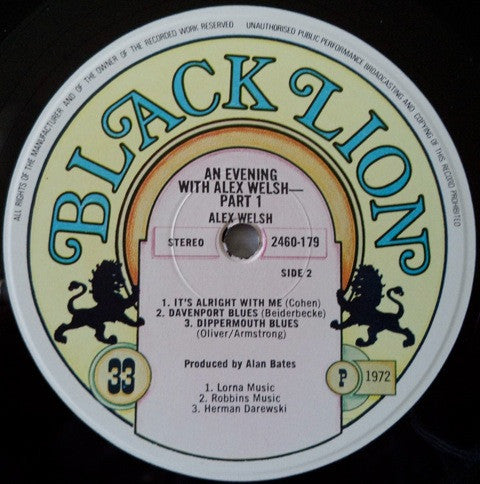 ALL RIGHTS OF THE MANUFACTURER AND OF THE OWNER OF THE RECORDED WORK RESERVED.
UNAUTHORISED PUBLIC PERFORMANCE BROADCASTING AND COPYING OF THIS RECORD PROHIBITED
BLACK LION
AN EVENING
WITH ALEX WELSH—
PART 1
ALEX WELSH
STEREO 2460-179
SIDE 2
1. IT'S ALRIGHT WITH ME (Cohen)
2. DAVENPORT BLUES (Beiderbecke)
3. DIPPERMOUTH BLUES
(Oliver/Armstrong)
Produced by Alan Bates
33
P 1972
1. Lorna Music
2. Robbins Music
3. Herman Darewski